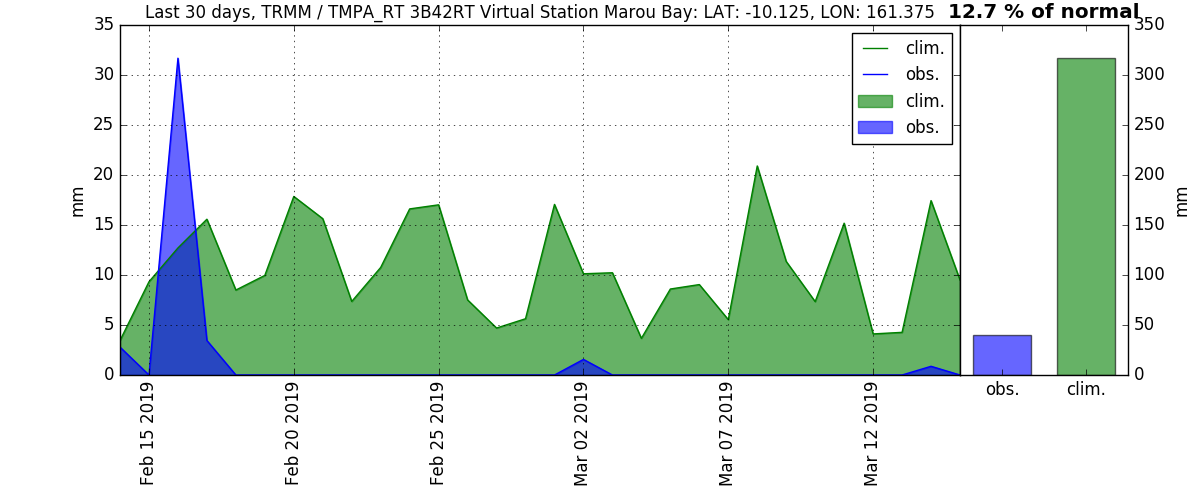 Last 30 days, TRMM / TMPA_RT 3B42RT Virtual Station Marou Bay: LAT: -10.125, LON: 161.375 12.7 % of normal
35
30
25
20
15
10
5
0
mm
clim.
obs.
clim.
obs.
Feb 15 2019
Feb 20 2019
Feb 25 2019
Mar 02 2019
Mar 07 2019
Mar 12 2019
350
300
250
200
150
100
50
0
mm
obs. clim.